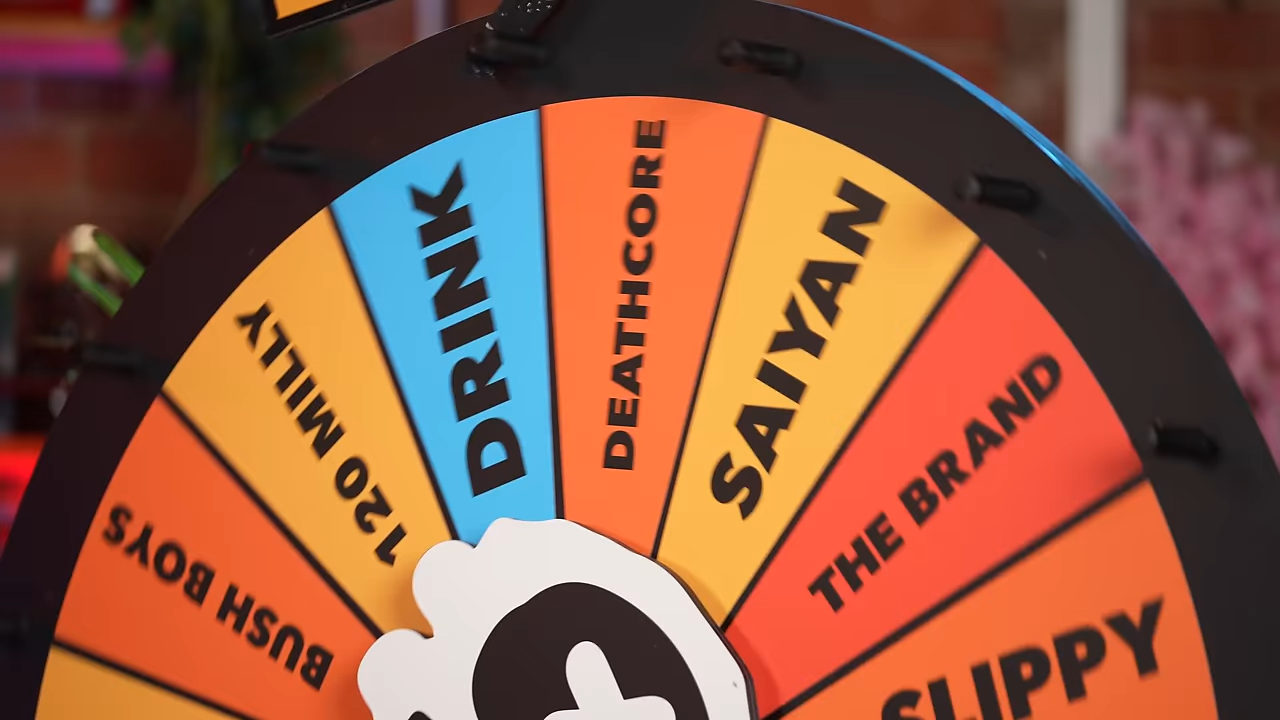 BUSH BOYS
120 MILLY
DRINK
DEATHCORE
SAIYAN
THE BRAND
SLIPPY